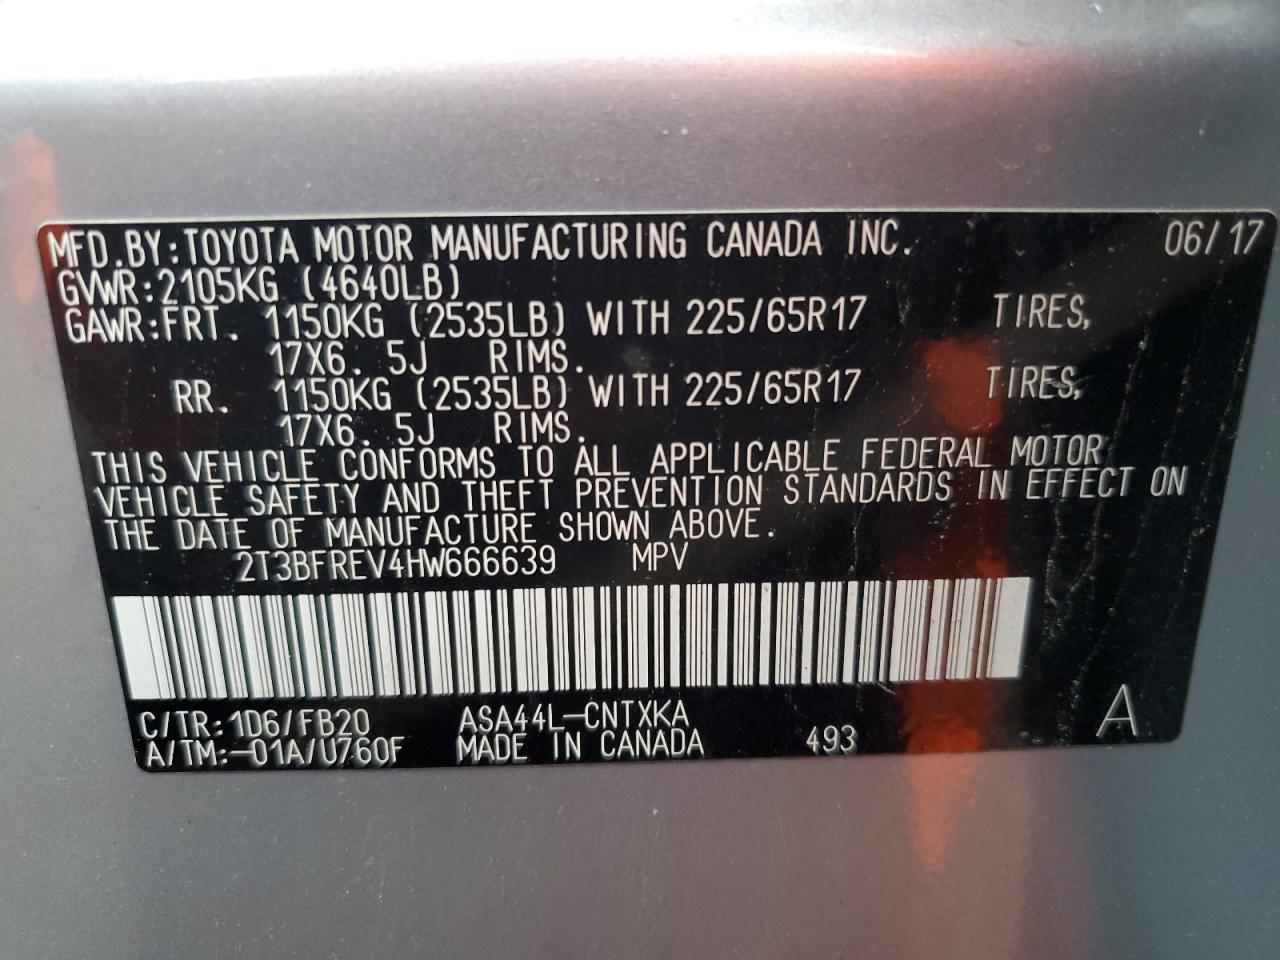 MFD.BY:TOYOTA MOTOR MANUFACTURING CANADA INC. 06/17
GVWR:2105KG (4640LB)
GAWR:FRT. 1150KG (2535LB) WITH 225/65R17 TIRES,
17X6. 5J RIMS.
RR. 1150KG (2535LB) WITH 225/65R17 TIRES,
17X6. 5J RIMS.
THIS VEHICLE CONFORMS TO ALL APPLICABLE FEDERAL MOTOR
VEHICLE SAFETY AND THEFT PREVENTION STANDARDS IN EFFECT ON
THE DATE OF MANUFACTURE SHOWN ABOVE.
2T3BFREV4HW666639 MPV
C/TR:1D6/FB20 ASA44L-CNTXKA
A/TM:-01A/U760F MADE IN CANADA 493 A